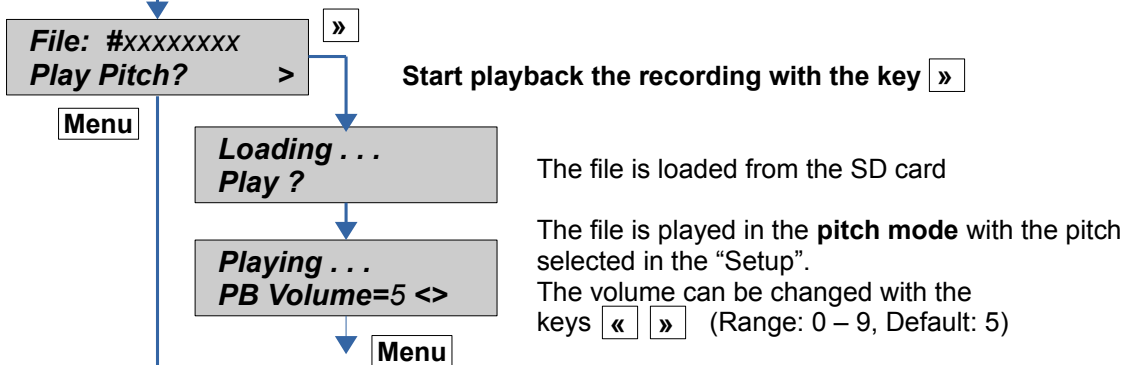 »
File: #xxxxxxxx
Play Pitch? >
Start playback the recording with the key »
Menu
Loading . . .
Play ?
The file is loaded from the SD card
Playing . . .
PB Volume=5 <>
The file is played in the pitch mode with the pitch
selected in the “Setup”.
The volume can be changed with the
keys « » (Range: 0 – 9, Default: 5)
Menu